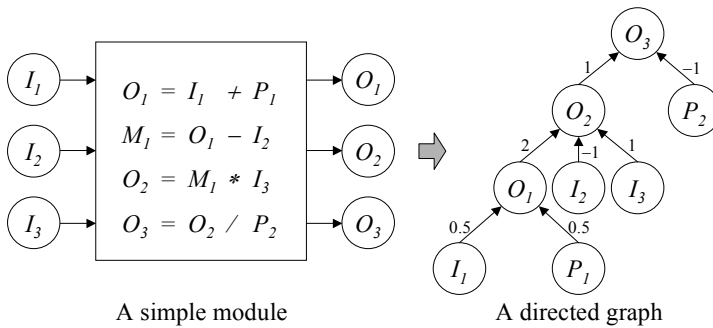 I1
I2
I3
O1 = I1 + P1
M1 = O1 − I2
O2 = M1 * I3
O3 = O2 / P2
O1
O2
O3
A simple module
O3
1
−1
O2
P2
2
−1
1
O1
I2
I3
0.5
0.5
I1
P1
A directed graph